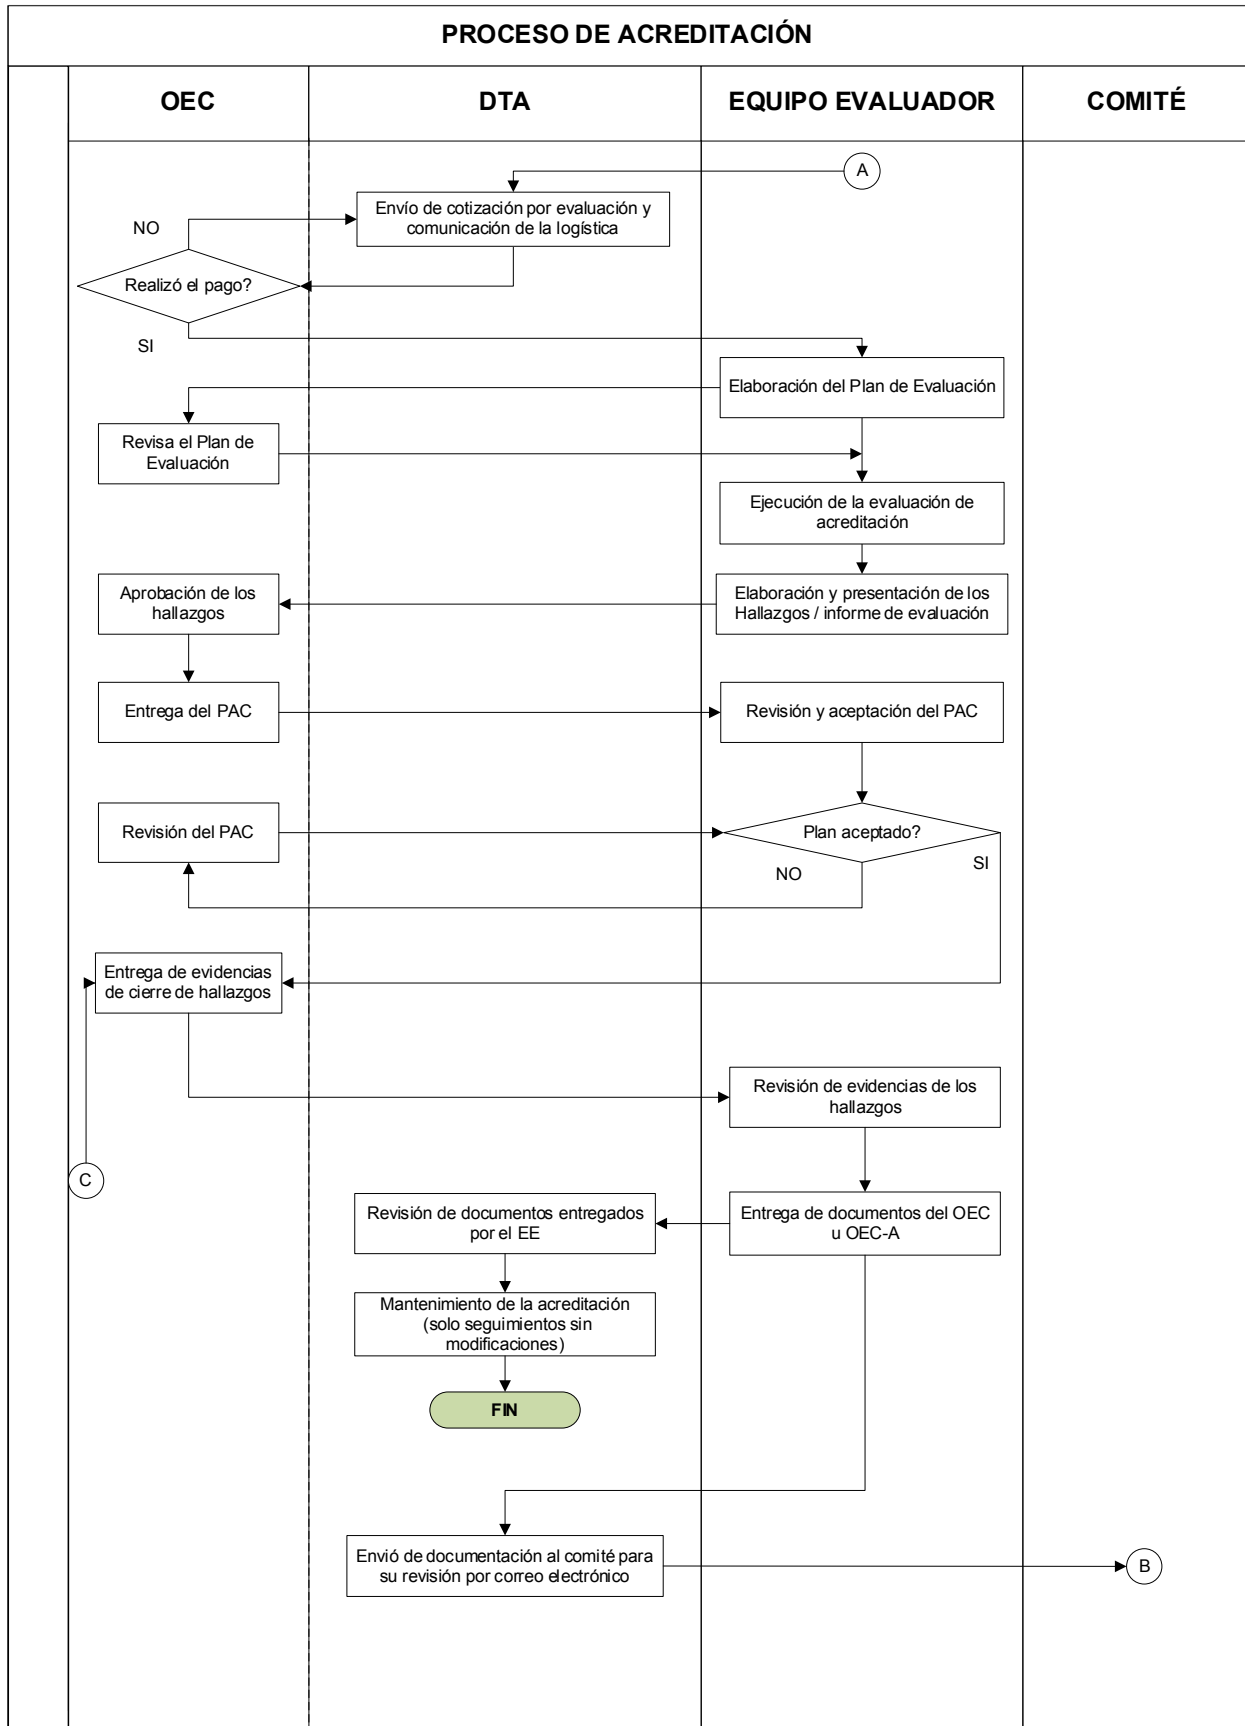 PROCESO DE ACREDITACIÓN
OEC
DTA
EQUIPO EVALUADOR
COMITÉ
A
Envío de cotización por evaluación y
comunicación de la logística
NO
Realizó el pago?
SI
Elaboración del Plan de Evaluación
Revisa el Plan de
Evaluación
Ejecución de la evaluación de
acreditación
Aprobación de los
hallazgos
Elaboración y presentación de los
Hallazgos / informe de evaluación
Entrega del PAC
Revisión y aceptación del PAC
Revisión del PAC
Plan aceptado?
NO
SI
Entrega de evidencias
de cierre de hallazgos
Revisión de evidencias de los
hallazgos
C
Revisión de documentos entregados
por el EE
Entrega de documentos del OEC
u OEC-A
Mantenimiento de la acreditación
(solo seguimientos sin
modificaciones)
FIN
Envió de documentación al comité para
su revisión por correo electrónico
B